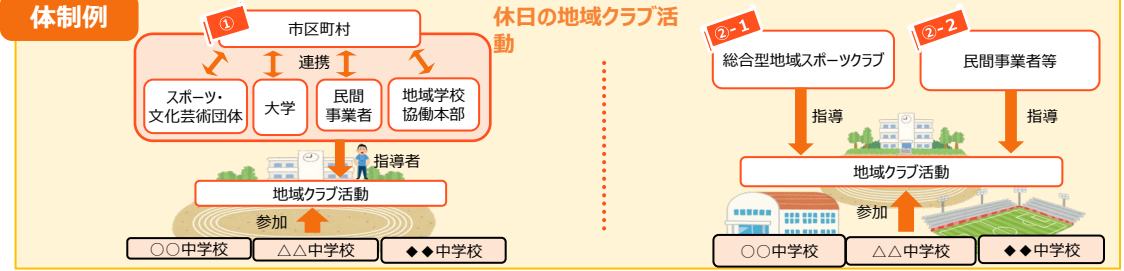 体制例
休日の地域クラブ活
動
①
市区町村
連携
スポーツ・
文化芸術団体
大学
民間
事業者
地域学校
協働本部
指導者
地域クラブ活動
参加
○○中学校
△△中学校
◆◆中学校
②-1
総合型地域スポーツクラブ
②-2
民間事業者等
指導
指導
地域クラブ活動
参加
○○中学校
△△中学校
◆◆中学校